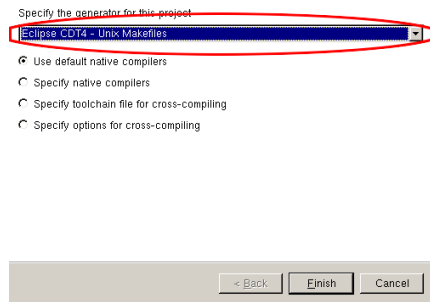 Specify the generator for this project
Eclipse CDT4 - Unix Makefiles
Use default native compilers
Specify native compilers
Specify toolchain file for cross-compiling
Specify options for cross-compiling
< Back Finish Cancel